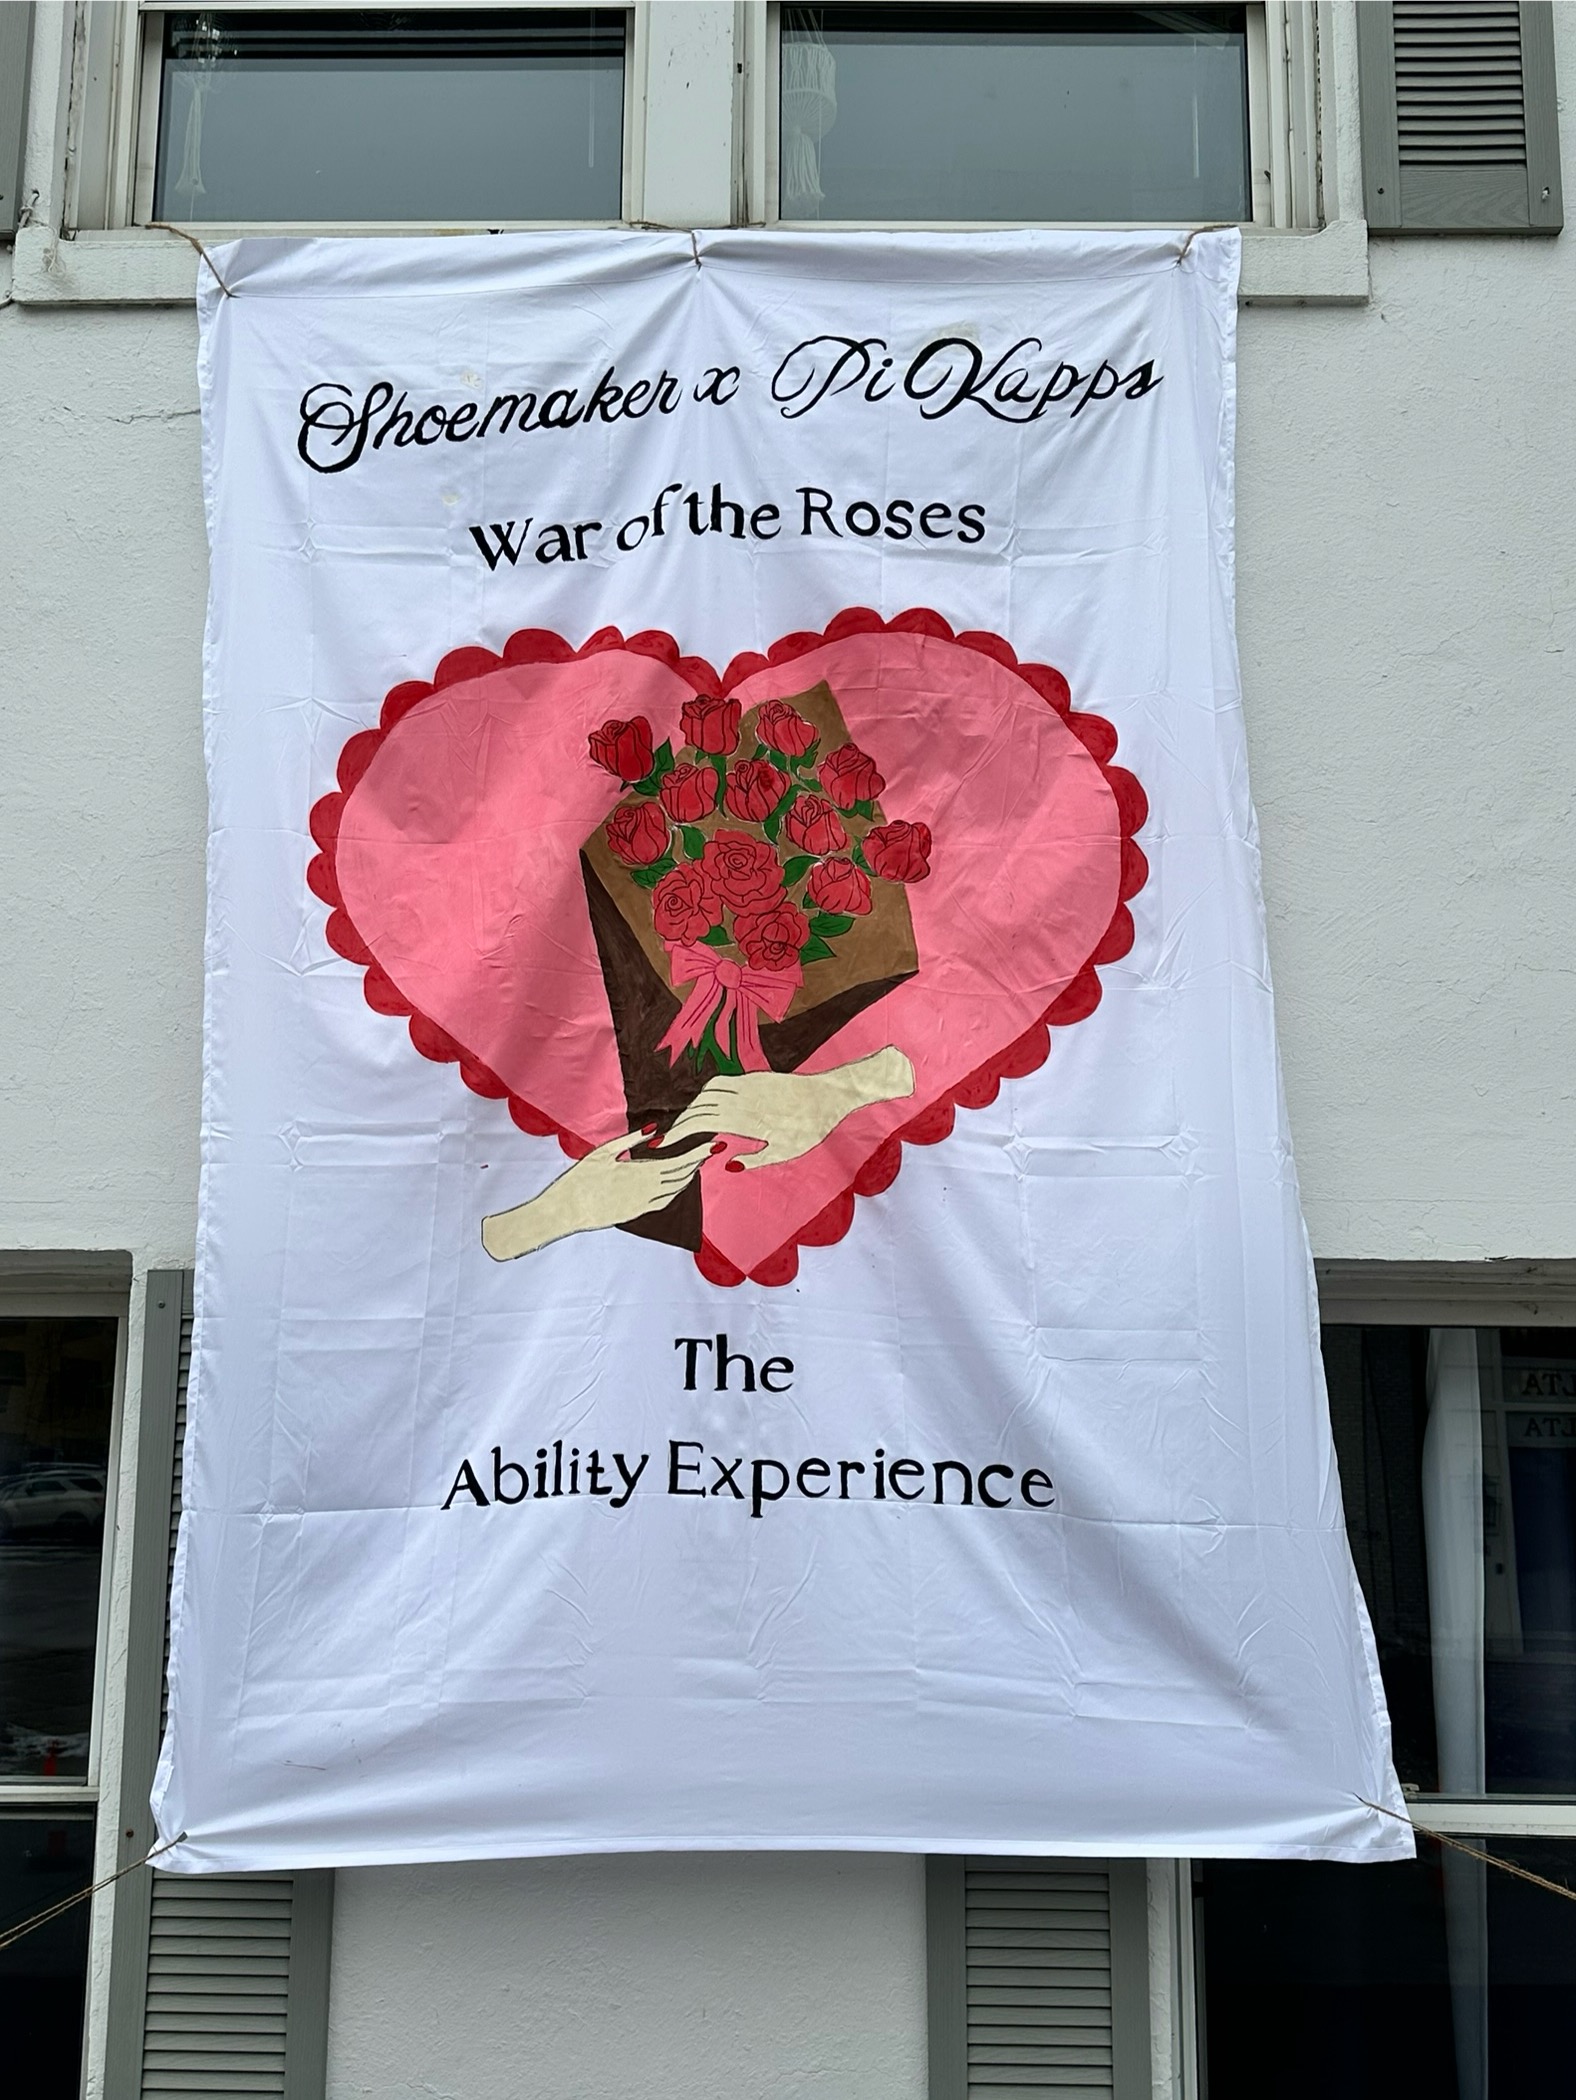 Shoemaker x Pi Kapps
War of the Roses
The
Ability Experience